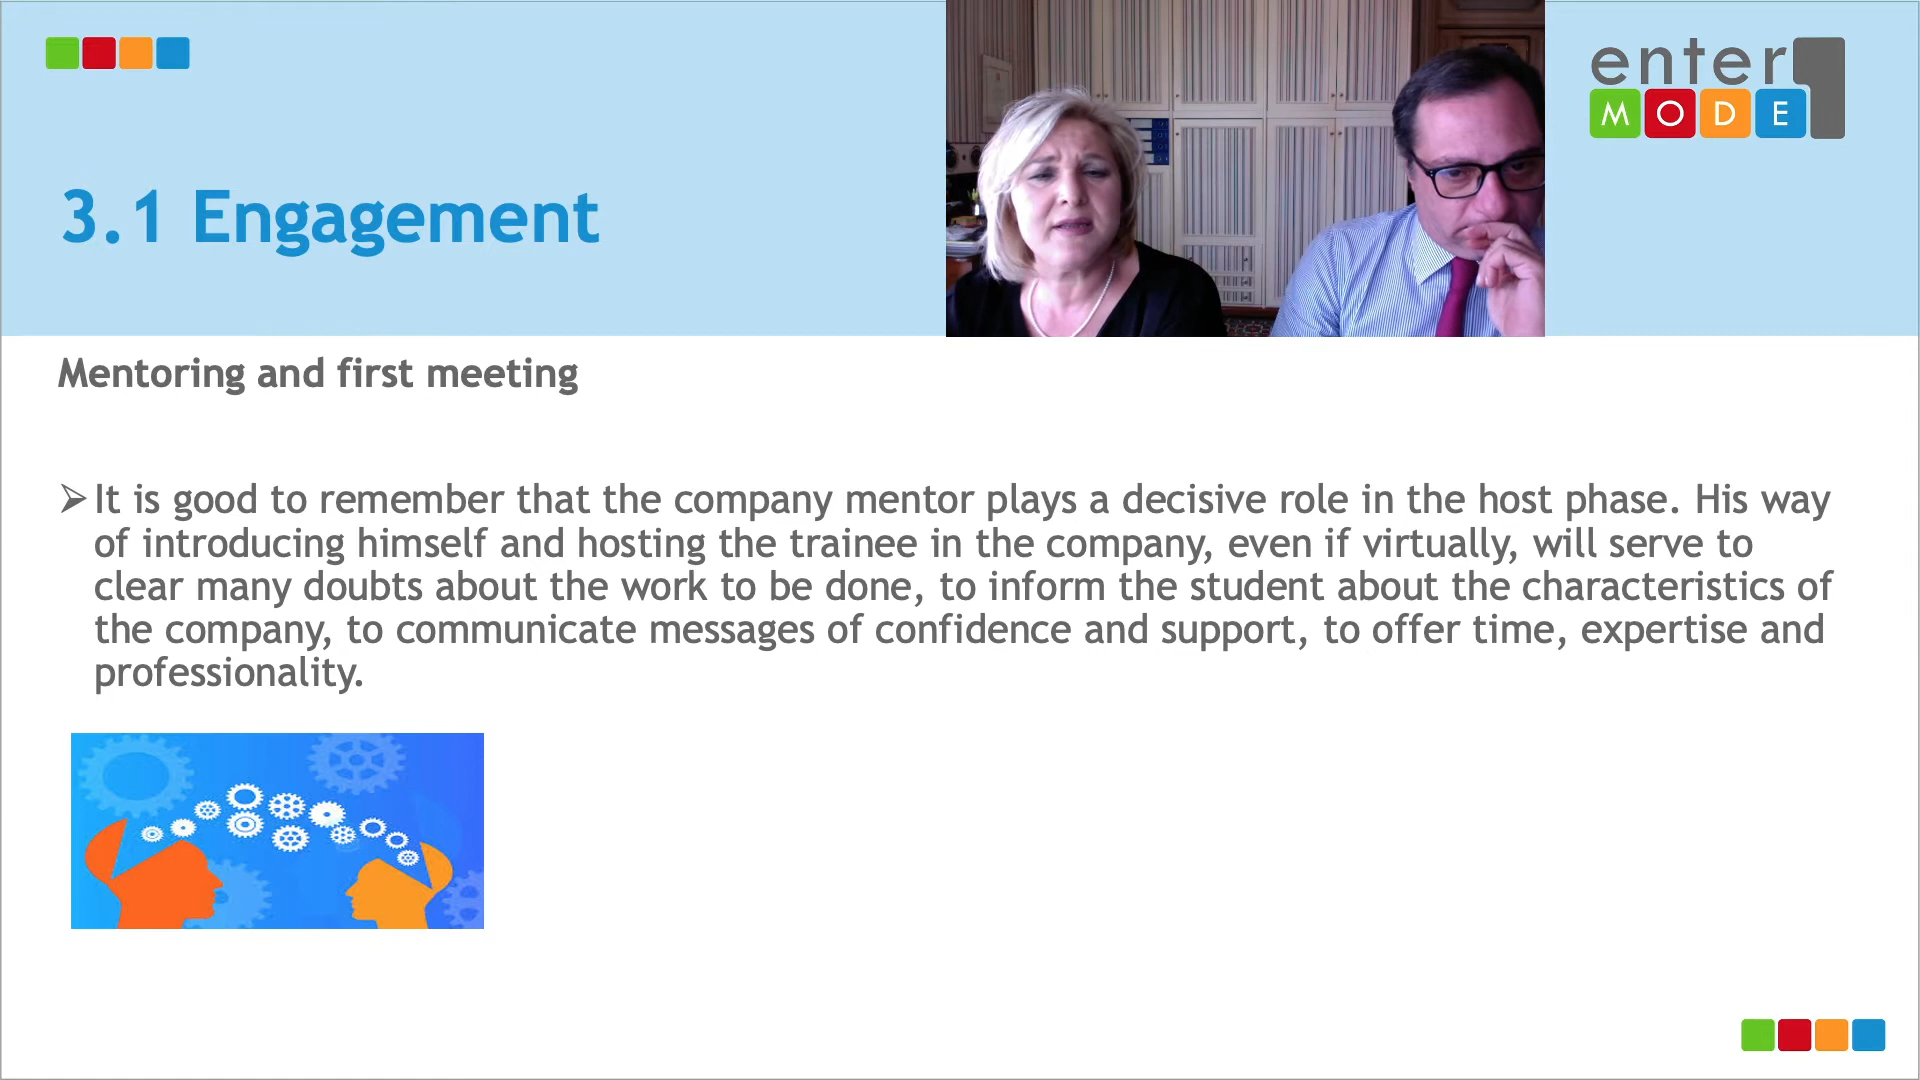 enter
MODE
3.1 Engagement
Mentoring and first meeting
➢ It is good to remember that the company mentor plays a decisive role in the host phase. His way
of introducing himself and hosting the trainee in the company, even if virtually, will serve to
clear many doubts about the work to be done, to inform the student about the characteristics of
the company, to communicate messages of confidence and support, to offer time, expertise and
professionality.